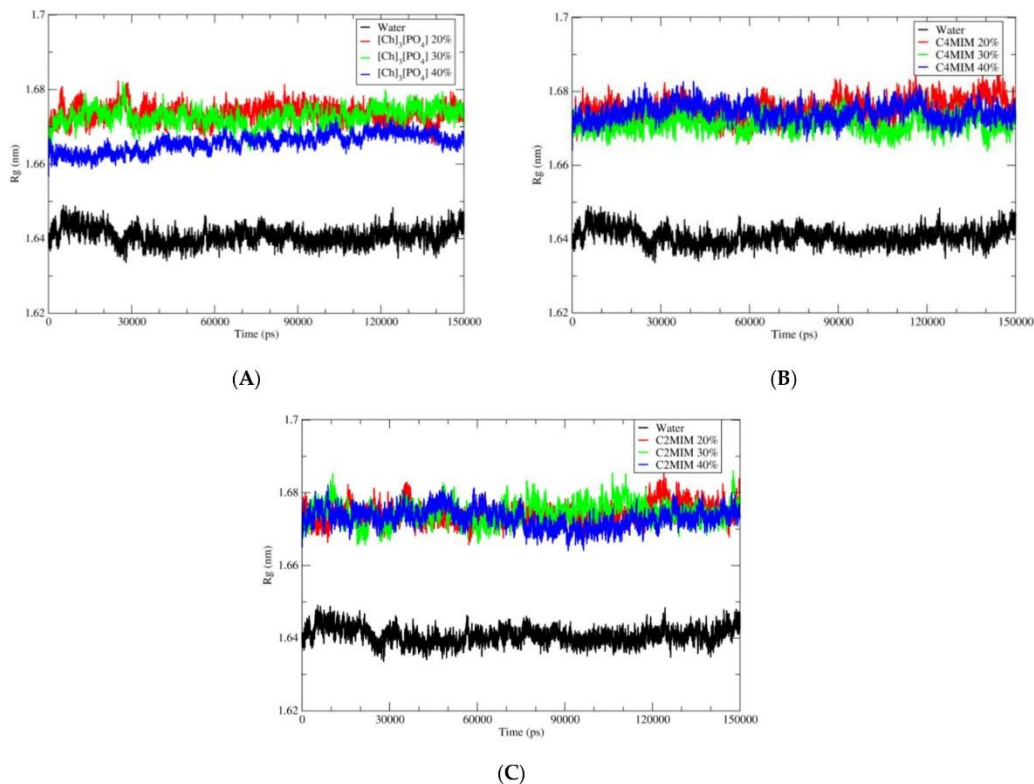 1.7
1.68
1.66
1.64
1.62
Rg (nm)
Water
[Ch]₃[PO₄] 20%
[Ch]₃[PO₄] 30%
[Ch]₃[PO₄] 40%
0 30000 60000 90000 120000 150000
Time (ps)
(A)
1.7
1.68
1.66
1.64
1.62
Rg (nm)
Water
C4MIM 20%
C4MIM 30%
C4MIM 40%
0 30000 60000 90000 120000 150000
Time (ps)
(B)
1.7
1.68
1.66
1.64
1.62
Rg (nm)
Water
C2MIM 20%
C2MIM 30%
C2MIM 40%
0 30000 60000 90000 120000 150000
Time (ps)
(C)